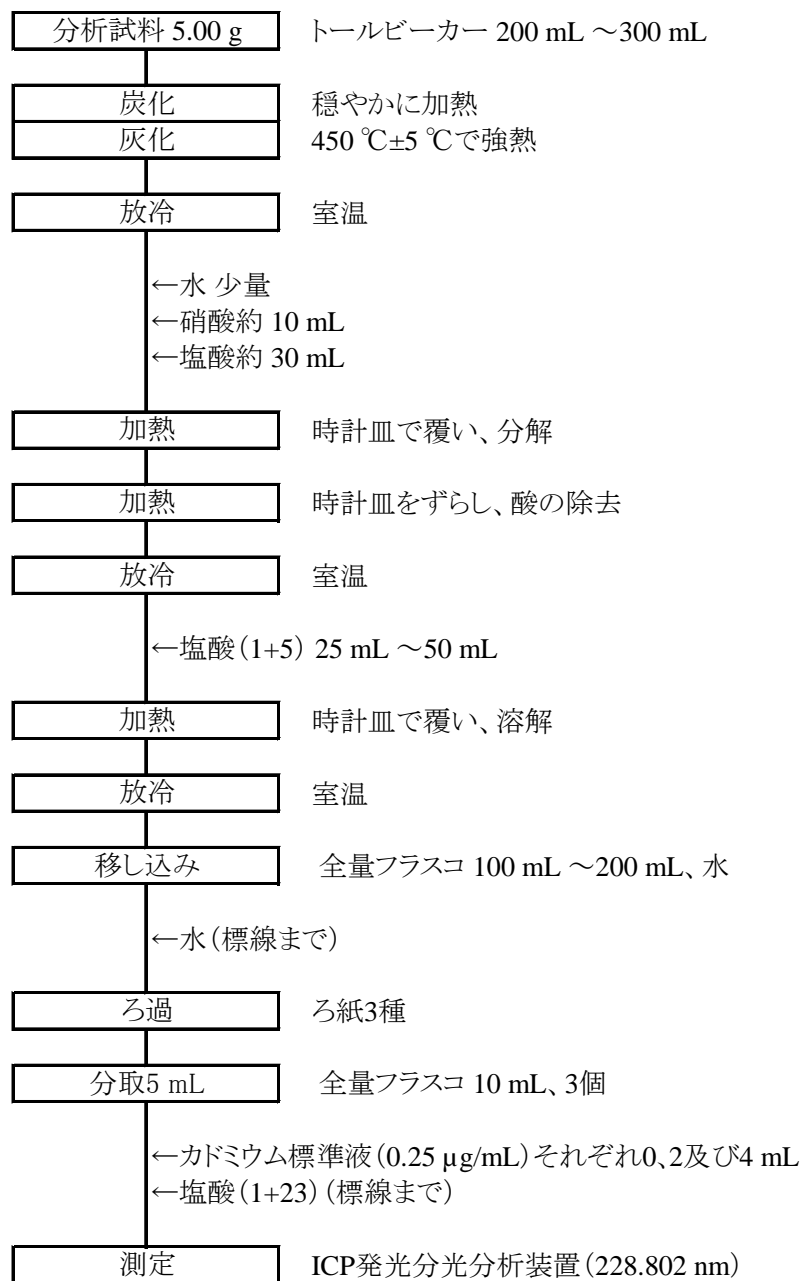 分析試料 5.00 g トールビーカー 200 mL ～300 mL
炭化 穏やかに加熱
灰化 450 ℃±5 ℃で強熱
放冷 室温
←水 少量
←硝酸約 10 mL
←塩酸約 30 mL
加熱 時計皿で覆い、分解
加熱 時計皿をずらし、酸の除去
放冷 室温
←塩酸（1+5） 25 mL ～50 mL
加熱 時計皿で覆い、溶解
放冷 室温
移し込み 全量フラスコ 100 mL ～200 mL、水
←水（標線まで）
ろ過 ろ紙3種
分取5 mL 全量フラスコ 10 mL、3個
←カドミウム標準液（0.25 µg/mL）それぞれ0、2及び4 mL
←塩酸（1+23）（標線まで）
測定 ICP発光分光分析装置（228.802 nm）